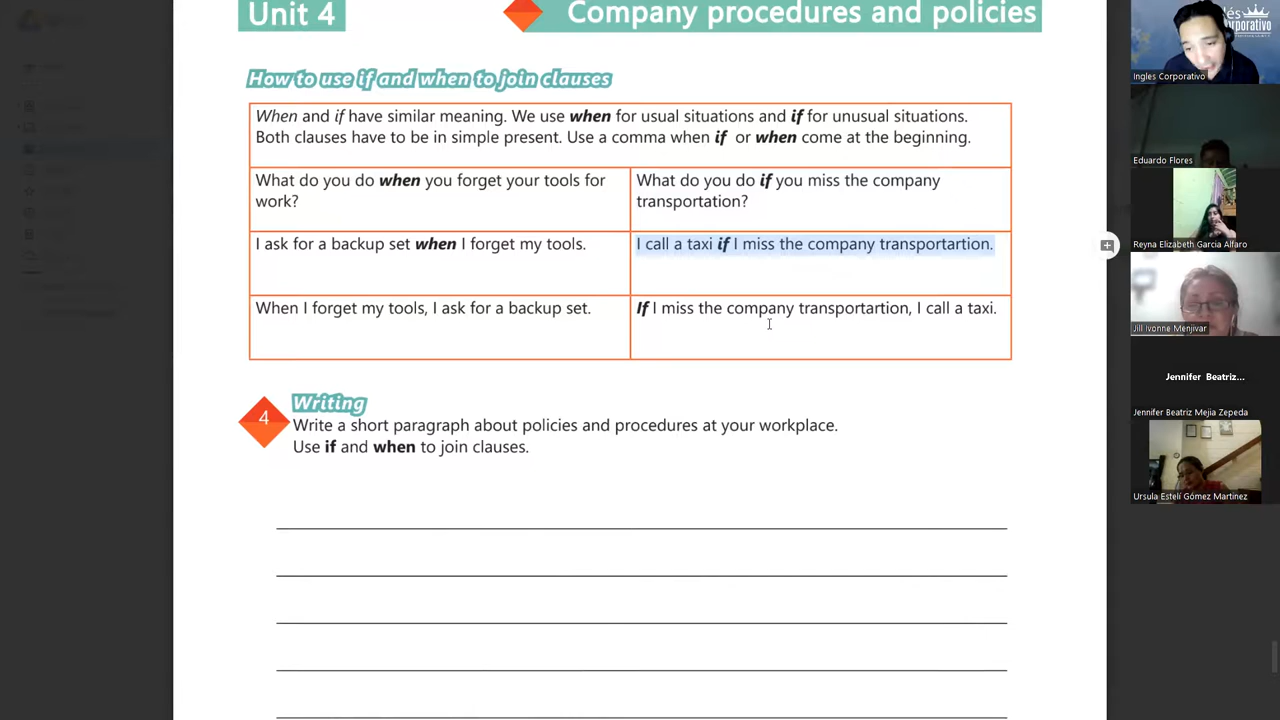 Unit 4
Company procedures and policies
How to use if and when to join clauses
When and if have similar meaning. We use when for usual situations and if for unusual situations.
Both clauses have to be in simple present. Use a comma when if or when come at the beginning.
What do you do when you forget your tools for
work?
What do you do if you miss the company
transportation?
I ask for a backup set when I forget my tools.
I call a taxi if I miss the company transportartion.
When I forget my tools, I ask for a backup set.
If I miss the company transportartion, I call a taxi.
4
Writing
Write a short paragraph about policies and procedures at your workplace.
Use if and when to join clauses.
Ingles Corporativo
Eduardo Flores
Reyna Elizabeth Garcia Alfaro
Jill Ivonne Menjivar
Jennifer Beatriz...
Jennifer Beatriz Mejia Zepeda
Ursula Estelí Gómez Martínez